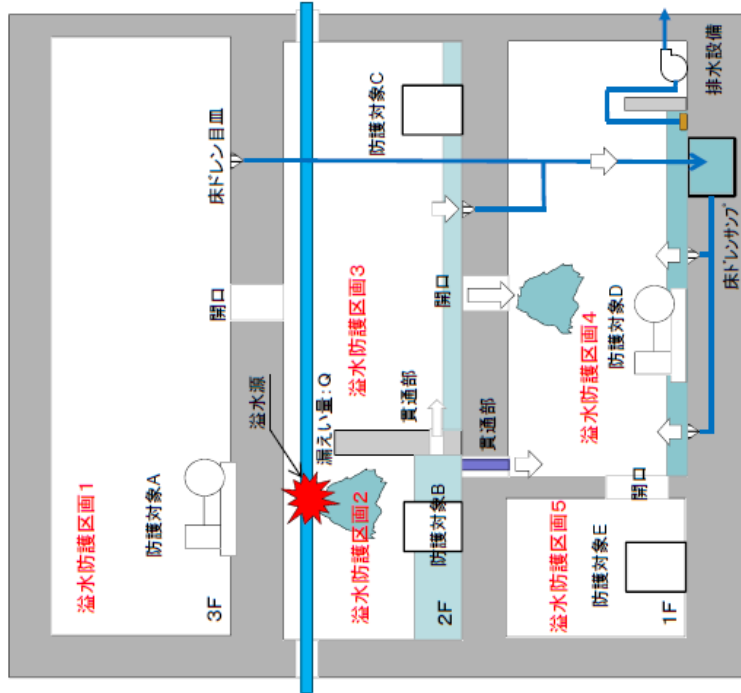 溢水防護区画1
防護対象A
3F
開口
床ドレン目皿
溢水源
漏えい量:Q
溢水防護区画2
防護対象B
2F
貫通部
溢水防護区画3
開口
防護対象C
貫通部
溢水防護区画5
防護対象E
1F
開口
溢水防護区画4
防護対象D
床ドレンサンプ
排水設備